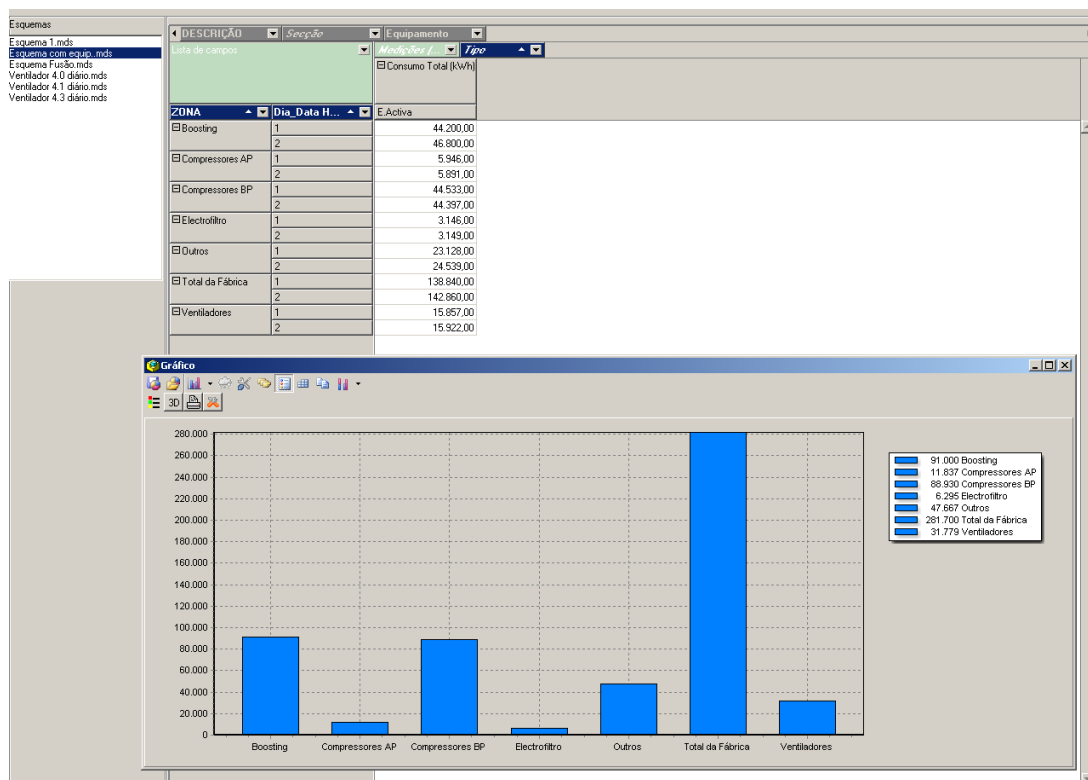 Esquemas
Esquema 1.mds
Esquema com equip..mds
Esquema Fusão.mds
Ventilador 4.0 diário.mds
Ventilador 4.1 diário.mds
Ventilador 4.3 diário.mds
DESCRIÇÃO Secção Equipamento
Lista de campos Medições (... Tipo
Consumo Total (kWh)
ZONA Dia_Data H... E.Activa
Boosting 1 44.200,00
2 46.800,00
Compressores AP 1 5.946,00
2 5.891,00
Compressores BP 1 44.533,00
2 44.397,00
Electrofiltro 1 3.146,00
2 3.149,00
Outros 1 23.128,00
2 24.539,00
Total da Fábrica 1 138.840,00
2 142.860,00
Ventiladores 1 15.857,00
2 15.922,00
Gráfico
3D
280.000
260.000
240.000
220.000
200.000
180.000
160.000
140.000
120.000
100.000
80.000
60.000
40.000
20.000
0
Boosting Compressores AP Compressores BP Electrofiltro Outros Total da Fábrica Ventiladores
91.000 Boosting
11.837 Compressores AP
88.930 Compressores BP
6.295 Electrofiltro
47.667 Outros
281.700 Total da Fábrica
31.779 Ventiladores